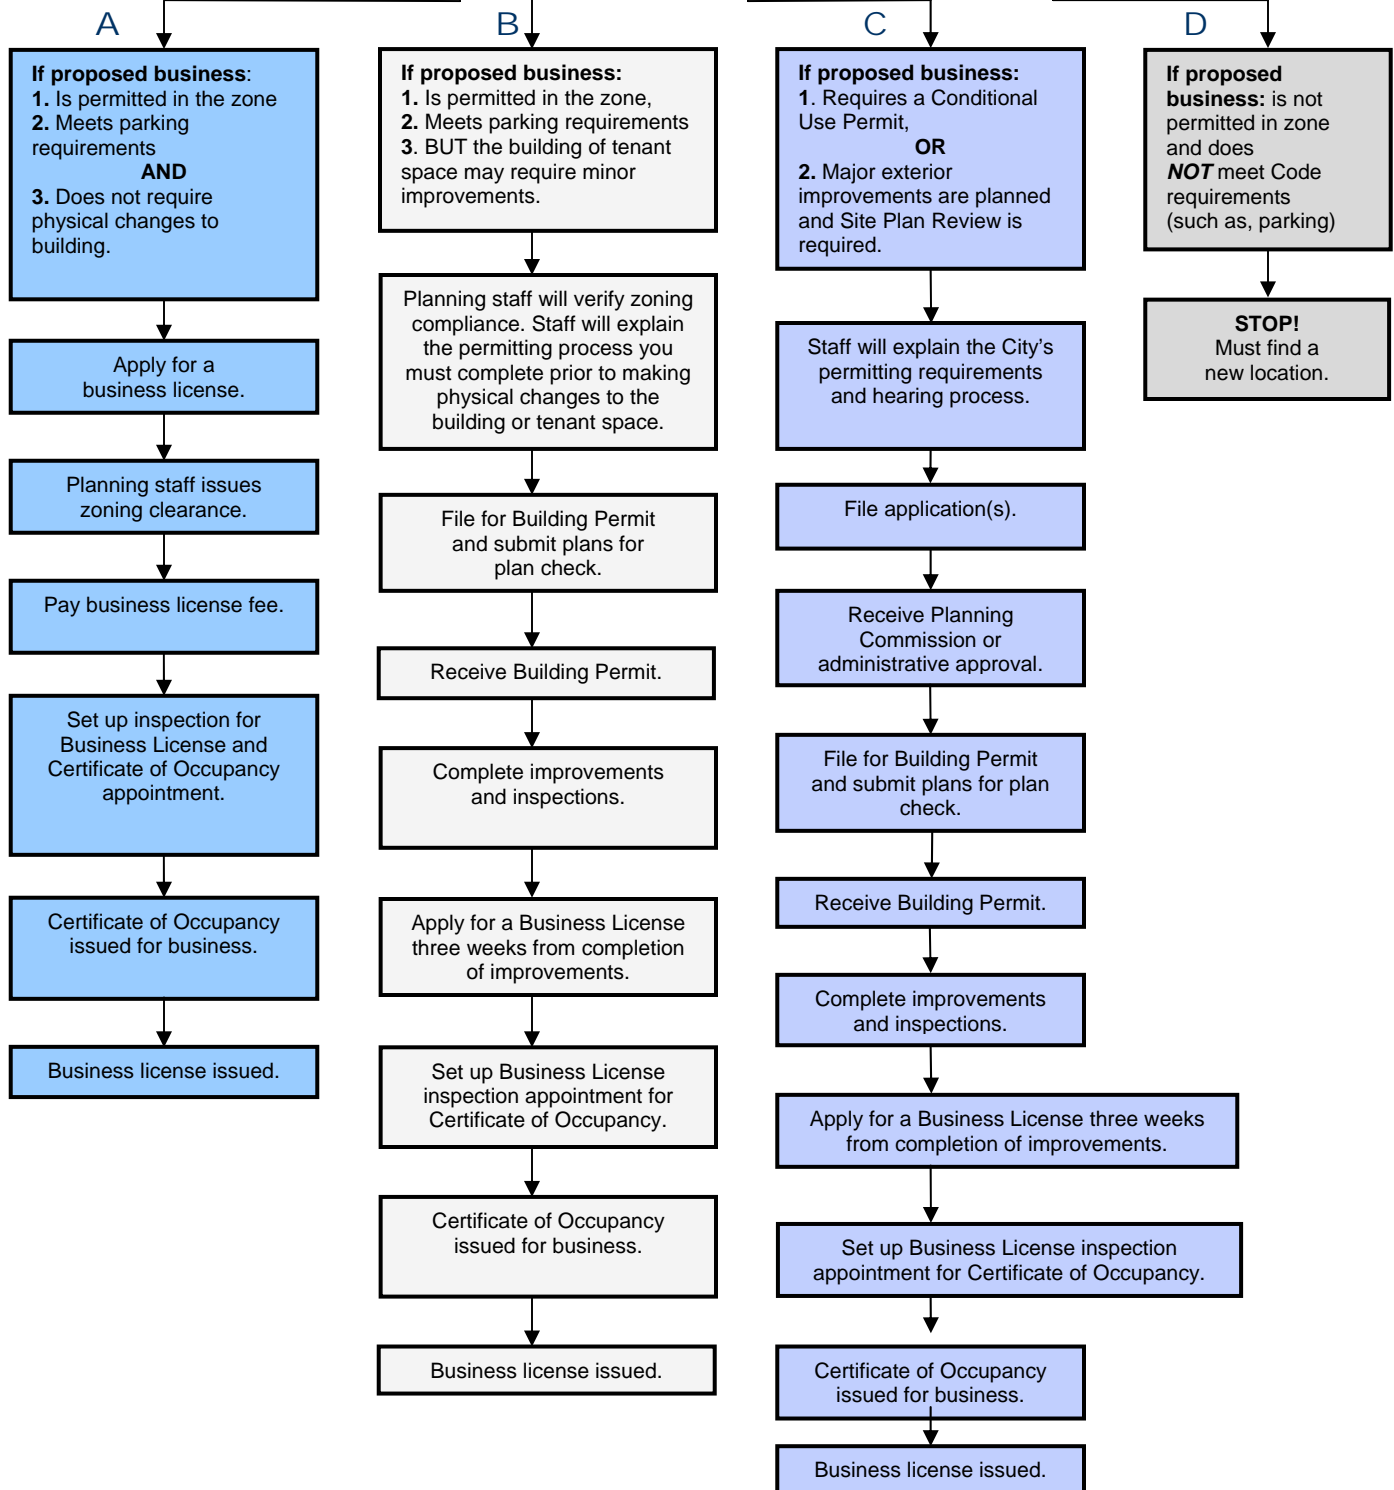 A
If proposed business:
1. Is permitted in the zone
2. Meets parking
requirements
AND
3. Does not require
physical changes to
building.
Apply for a
business license.
Planning staff issues
zoning clearance.
Pay business license fee.
Set up inspection for
Business License and
Certificate of Occupancy
appointment.
Certificate of Occupancy
issued for business.
Business license issued.
B
If proposed business:
1. Is permitted in the zone,
2. Meets parking requirements
3. BUT the building of tenant
space may require minor
improvements.
Planning staff will verify zoning
compliance. Staff will explain
the permitting process you
must complete prior to making
physical changes to the
building or tenant space.
File for Building Permit
and submit plans for
plan check.
Receive Building Permit.
Complete improvements
and inspections.
Apply for a Business License
three weeks from completion
of improvements.
Set up Business License
inspection appointment for
Certificate of Occupancy.
Certificate of Occupancy
issued for business.
Business license issued.
C
If proposed business:
1. Requires a Conditional
Use Permit,
OR
2. Major exterior
improvements are planned
and Site Plan Review is
required.
Staff will explain the City’s
permitting requirements
and hearing process.
File application(s).
Receive Planning
Commission or
administrative approval.
File for Building Permit
and submit plans for plan
check.
Receive Building Permit.
Complete improvements
and inspections.
Apply for a Business License three weeks
from completion of improvements.
Set up Business License inspection
appointment for Certificate of Occupancy.
Certificate of Occupancy
issued for business.
Business license issued.
D
If proposed
business: is not
permitted in zone
and does
NOT meet Code
requirements
(such as, parking)
STOP!
Must find a
new location.